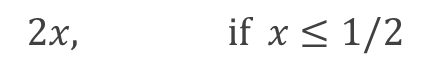 2x, if x ≤ 1/2